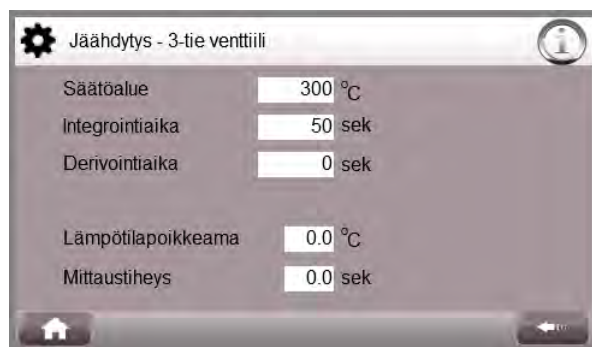 Jäähdytys - 3-tie venttiili
Säätöalue 300 °C
Integrointiaika 50 sek
Derivointiaika 0 sek
Lämpötilapoikkeama 0.0 °C
Mittaustiheys 0.0 sek